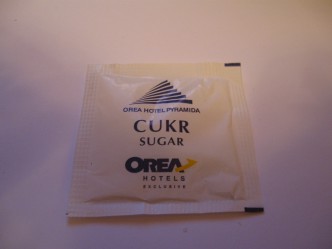 OREA HOTEL PYRAMIDA
CUKR
SUGAR
OREA
HOTELS
EXCLUSIVE